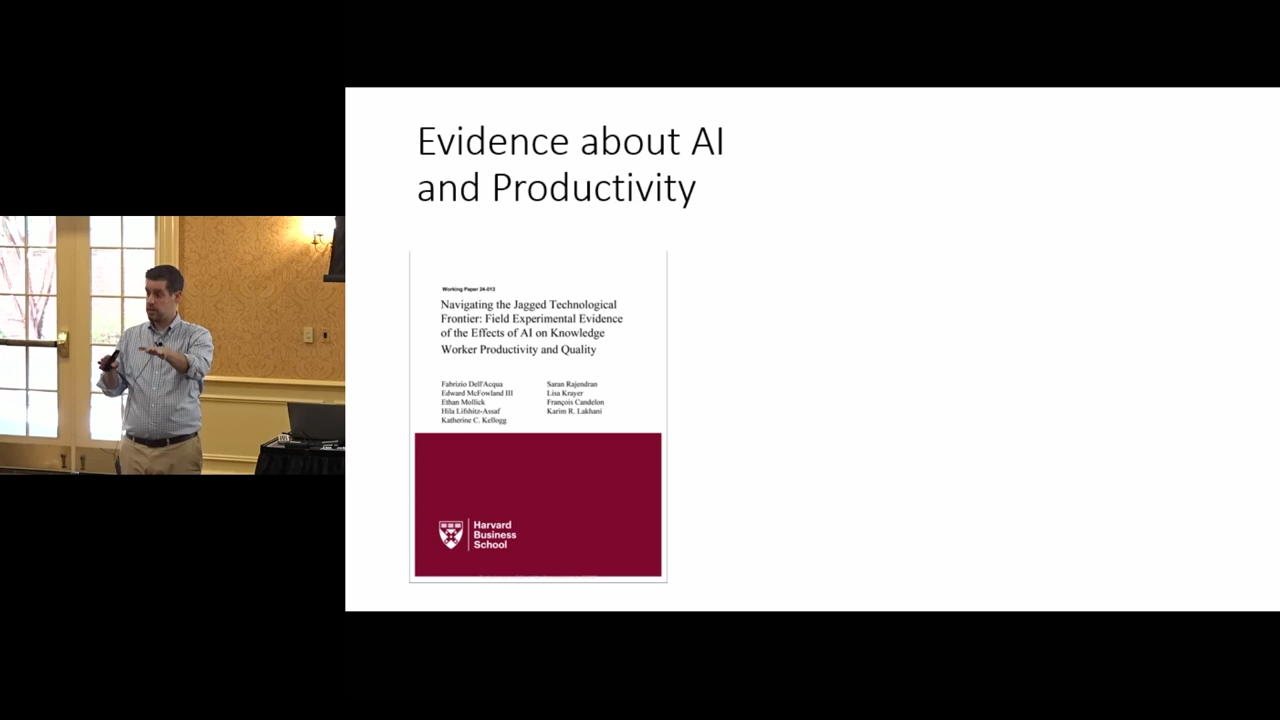 Evidence about AI
and Productivity
Working Paper 24-013
Navigating the Jagged Technological
Frontier: Field Experimental Evidence
of the Effects of AI on Knowledge
Worker Productivity and Quality
Fabrizio Dell'Acqua
Edward McFowland III
Ethan Mollick
Hila Lifshitz-Assaf
Katherine C. Kellogg
Saran Rajendran
Lisa Krayer
François Candelon
Karim R. Lakhani
Harvard
Business
School